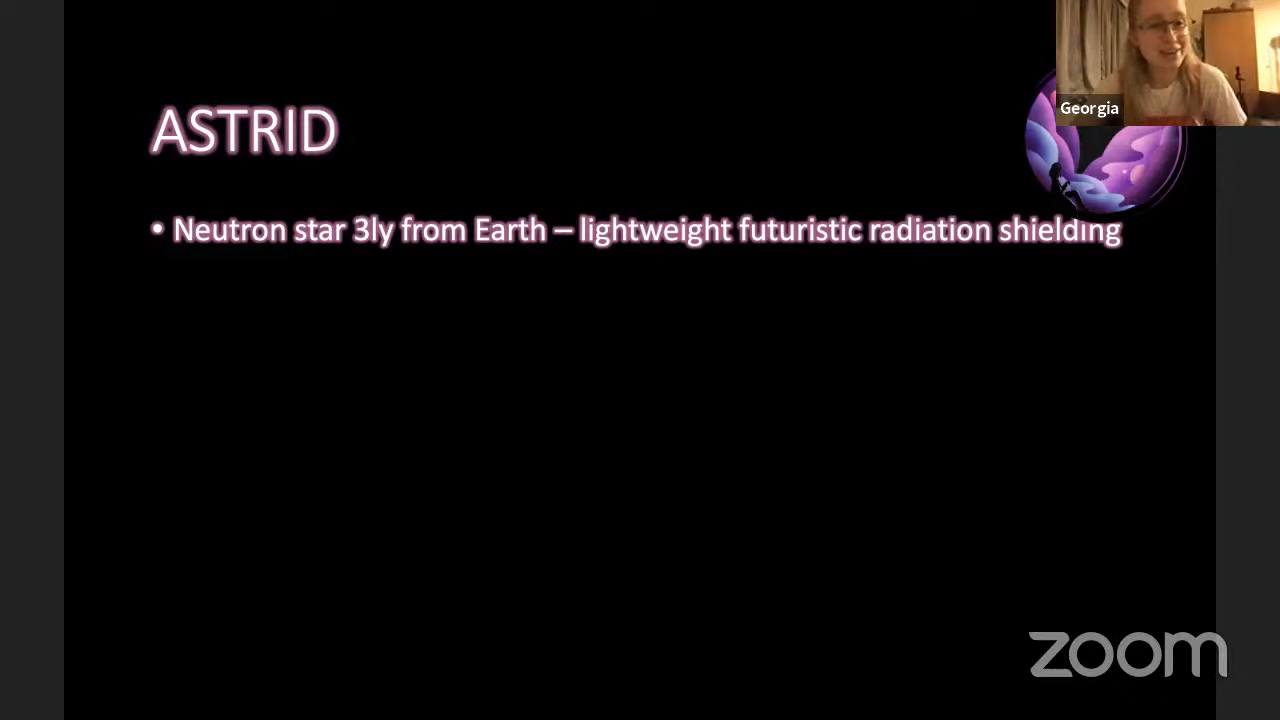 Georgia
ASTRID
• Neutron star 3ly from Earth – lightweight futuristic radiation shielding
zoom